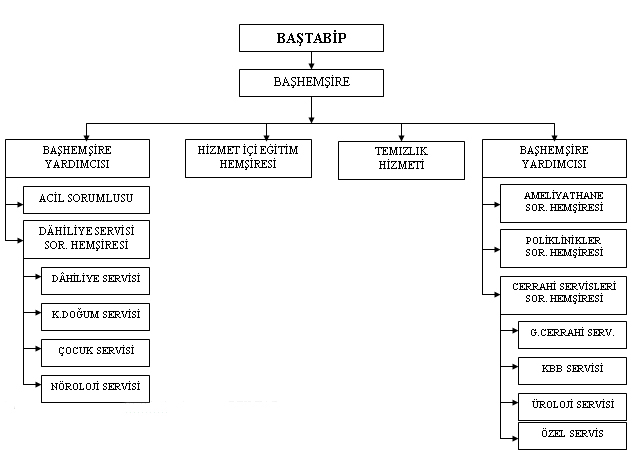 BAŞTABİP
BAŞHEMŞİRE
BAŞHEMŞİRE
YARDIMCISI
HİZMET İÇİ EĞİTİM
HEMŞİRESİ
TEMIZLIK
HİZMETİ
BAŞHEMŞİRE
YARDIMCISI
ACİL SORUMLUSU
DÂHİLİYE SERVİSİ
SOR. HEMŞİRESİ
DÂHİLİYE SERVİSİ
K.DOĞUM SERVİSİ
ÇOCUK SERVİSİ
NÖROLOJİ SERVİSİ
AMELİYATHANE
SOR. HEMŞİRESİ
POLİKLİNİKLER
SOR. HEMŞİRESİ
CERRAHİ SERVİSLERİ
SOR. HEMŞİRESİ
G.CERRAHİ SERV.
KBB SERVİSİ
ÜROLOJİ SERVİSİ
ÖZEL SERVİS